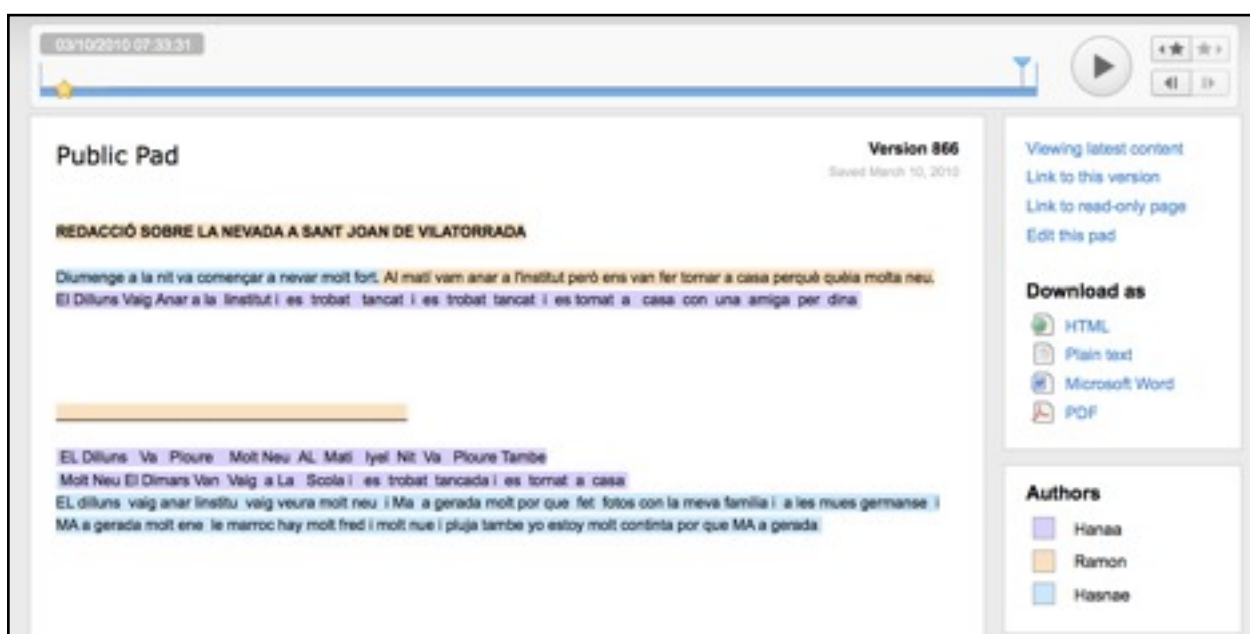 03/10/2010 07:33:31
Public Pad
Version 866
Saved March 10, 2010
REDACCIÓ SOBRE LA NEVADA A SANT JOAN DE VILATORRADA
Diumenge a la nit va començar a nevar molt fort. Al matí vam anar a l'institut però ens van fer tornar a casa perquè quèia molta neu.
El Dilluns Vaig Anar a la linstitut i es trobat tancat i es trobat tancat i es tornat a casa con una amiga per dina
EL Dilluns Va Ploure Molt Neu AL Mati Iyel Nit Va Ploure Tambe
Molt Neu El Dimars Van Vaig a La Scola i es trobat tancada i es tornat a casa
EL dilluns vaig anar linstitu vaig veura molt neu i Ma a gerada molt por que fet fotos con la meva familia i a les mues germanse i
MA a gerada molt ene le marroc hay molt fred i molt nue i pluja tambe yo estoy molt continta por que MA a gerada
Viewing latest content
Link to this version
Link to read-only page
Edit this pad
Download as
HTML
Plain text
Microsoft Word
PDF
Authors
Hanaa
Ramon
Hasnae